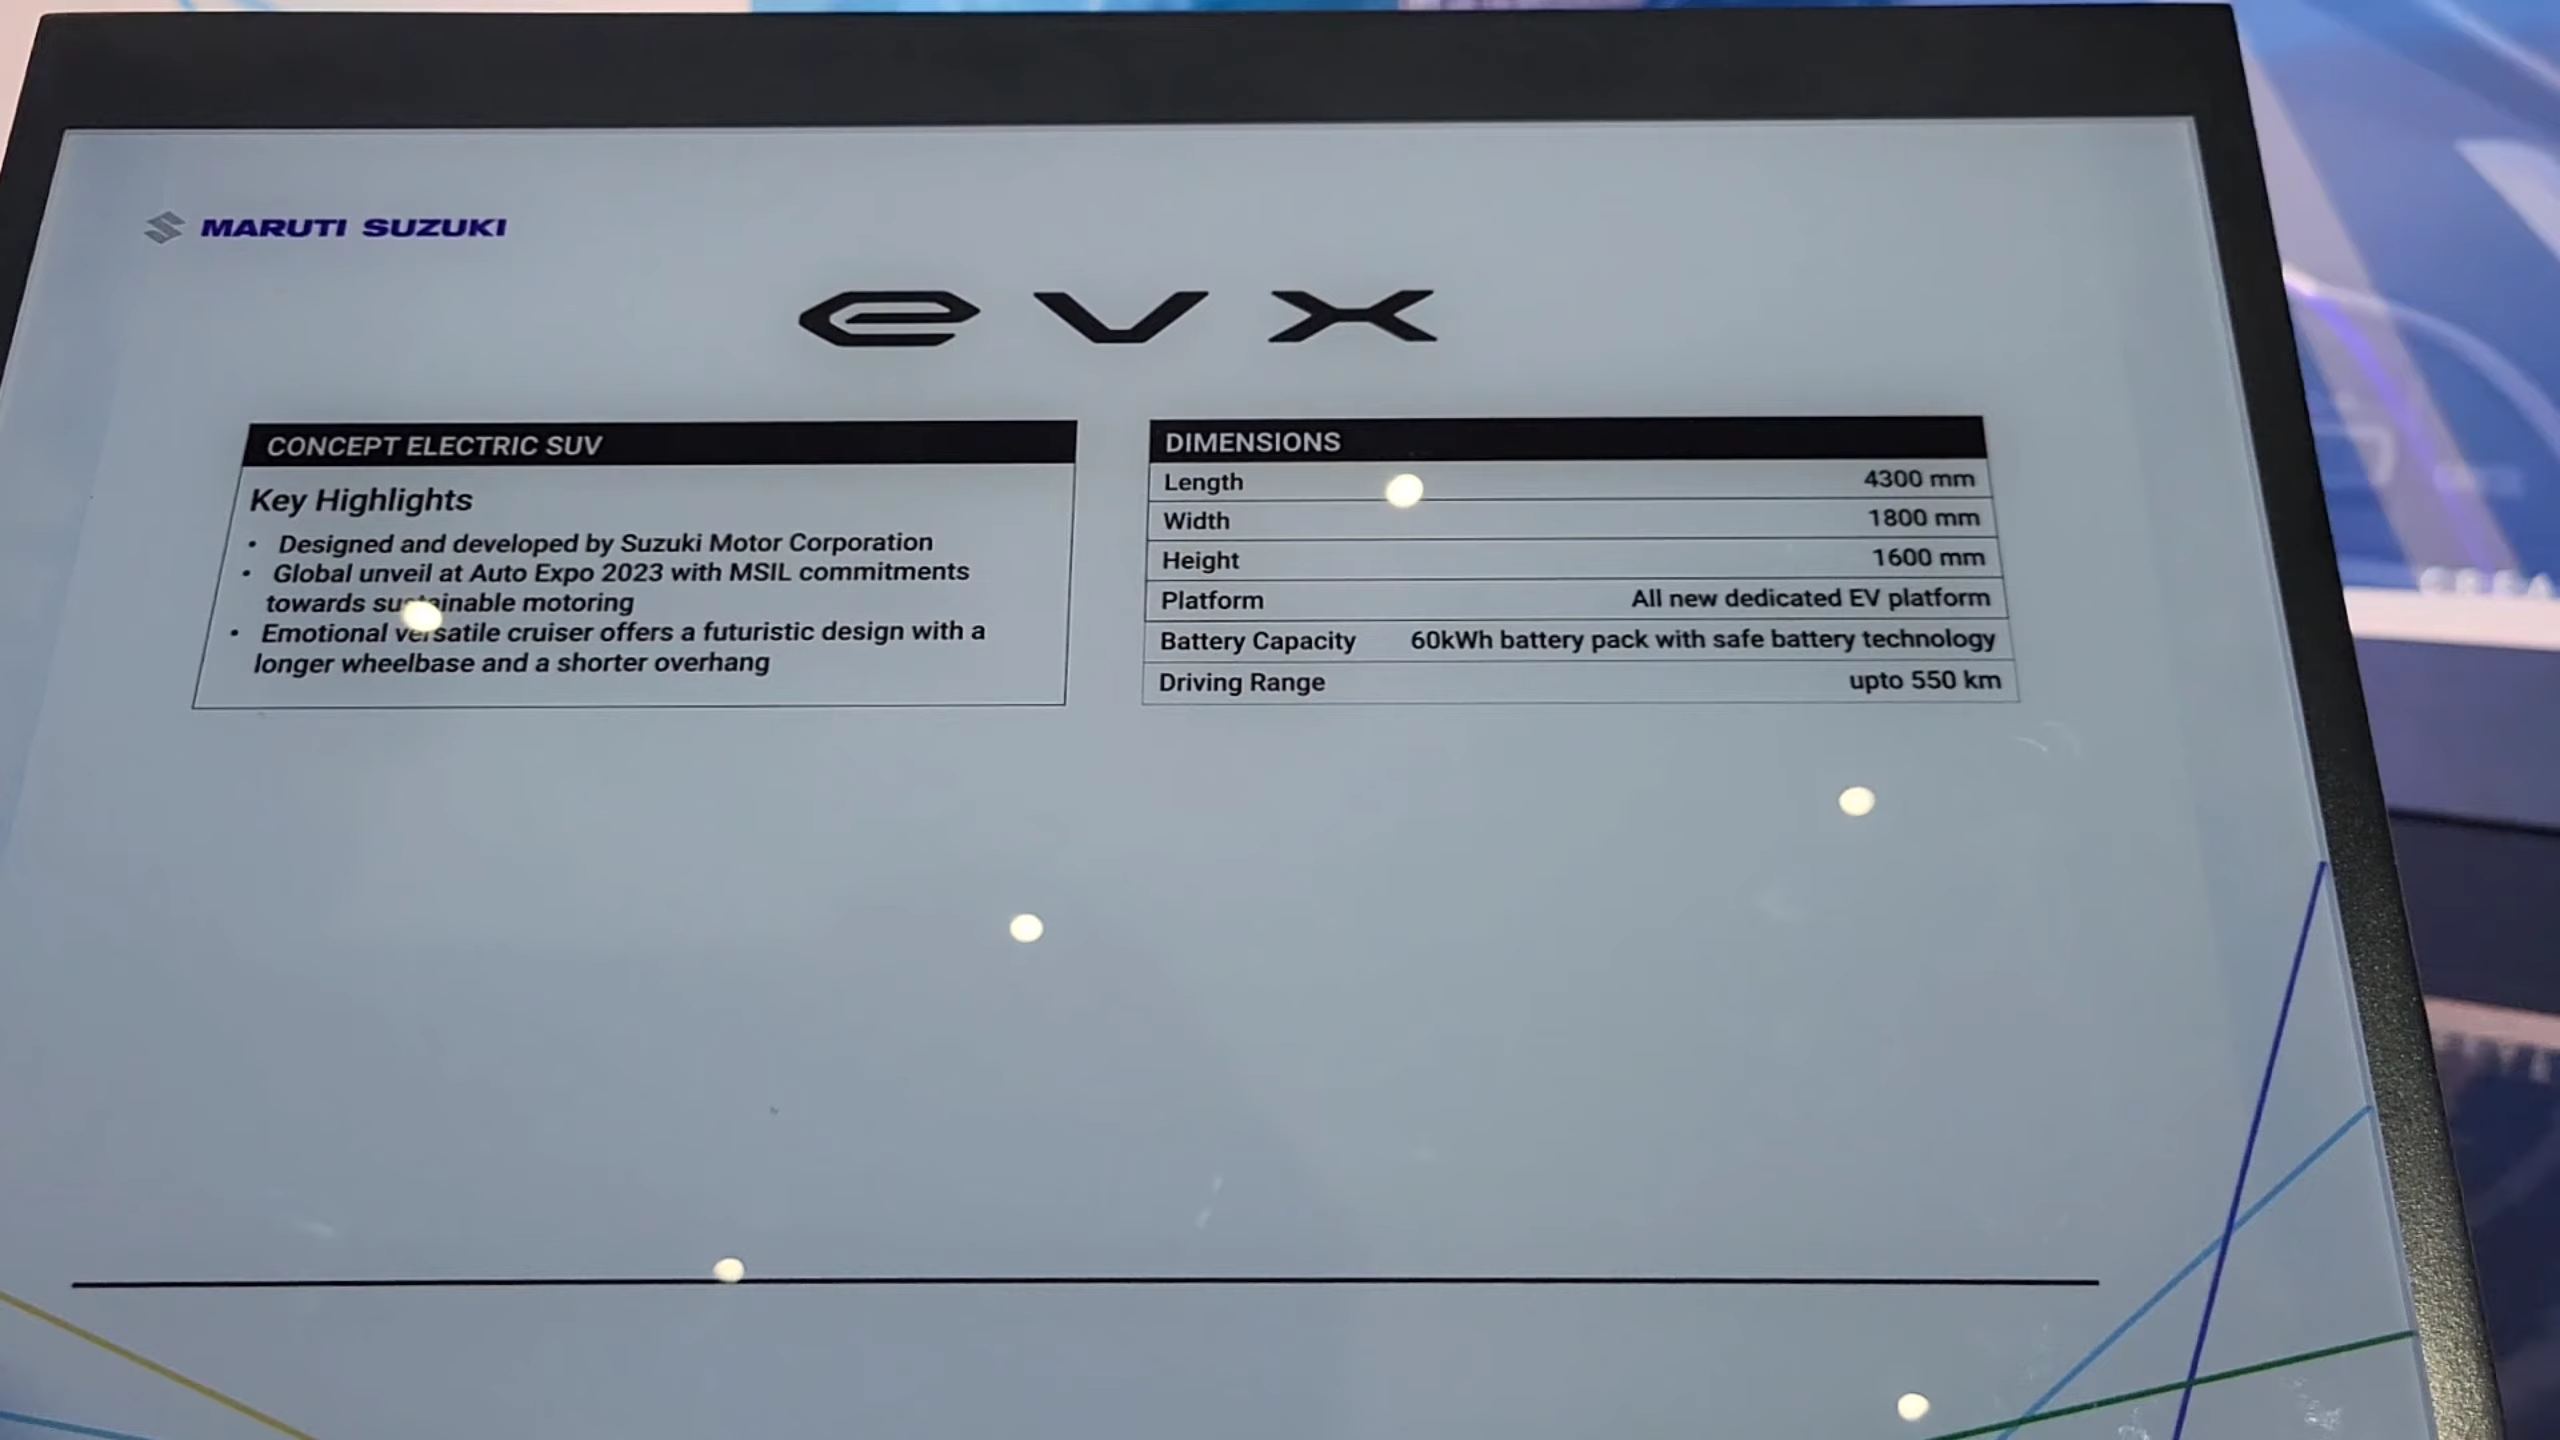 MARUTI SUZUKI
evx
CONCEPT ELECTRIC SUV
Key Highlights
• Designed and developed by Suzuki Motor Corporation
• Global unveil at Auto Expo 2023 with MSIL commitments
towards sustainable motoring
• Emotional versatile cruiser offers a futuristic design with a
longer wheelbase and a shorter overhang
DIMENSIONS
Length 4300 mm
Width 1800 mm
Height 1600 mm
Platform All new dedicated EV platform
Battery Capacity 60kWh battery pack with safe battery technology
Driving Range upto 550 km